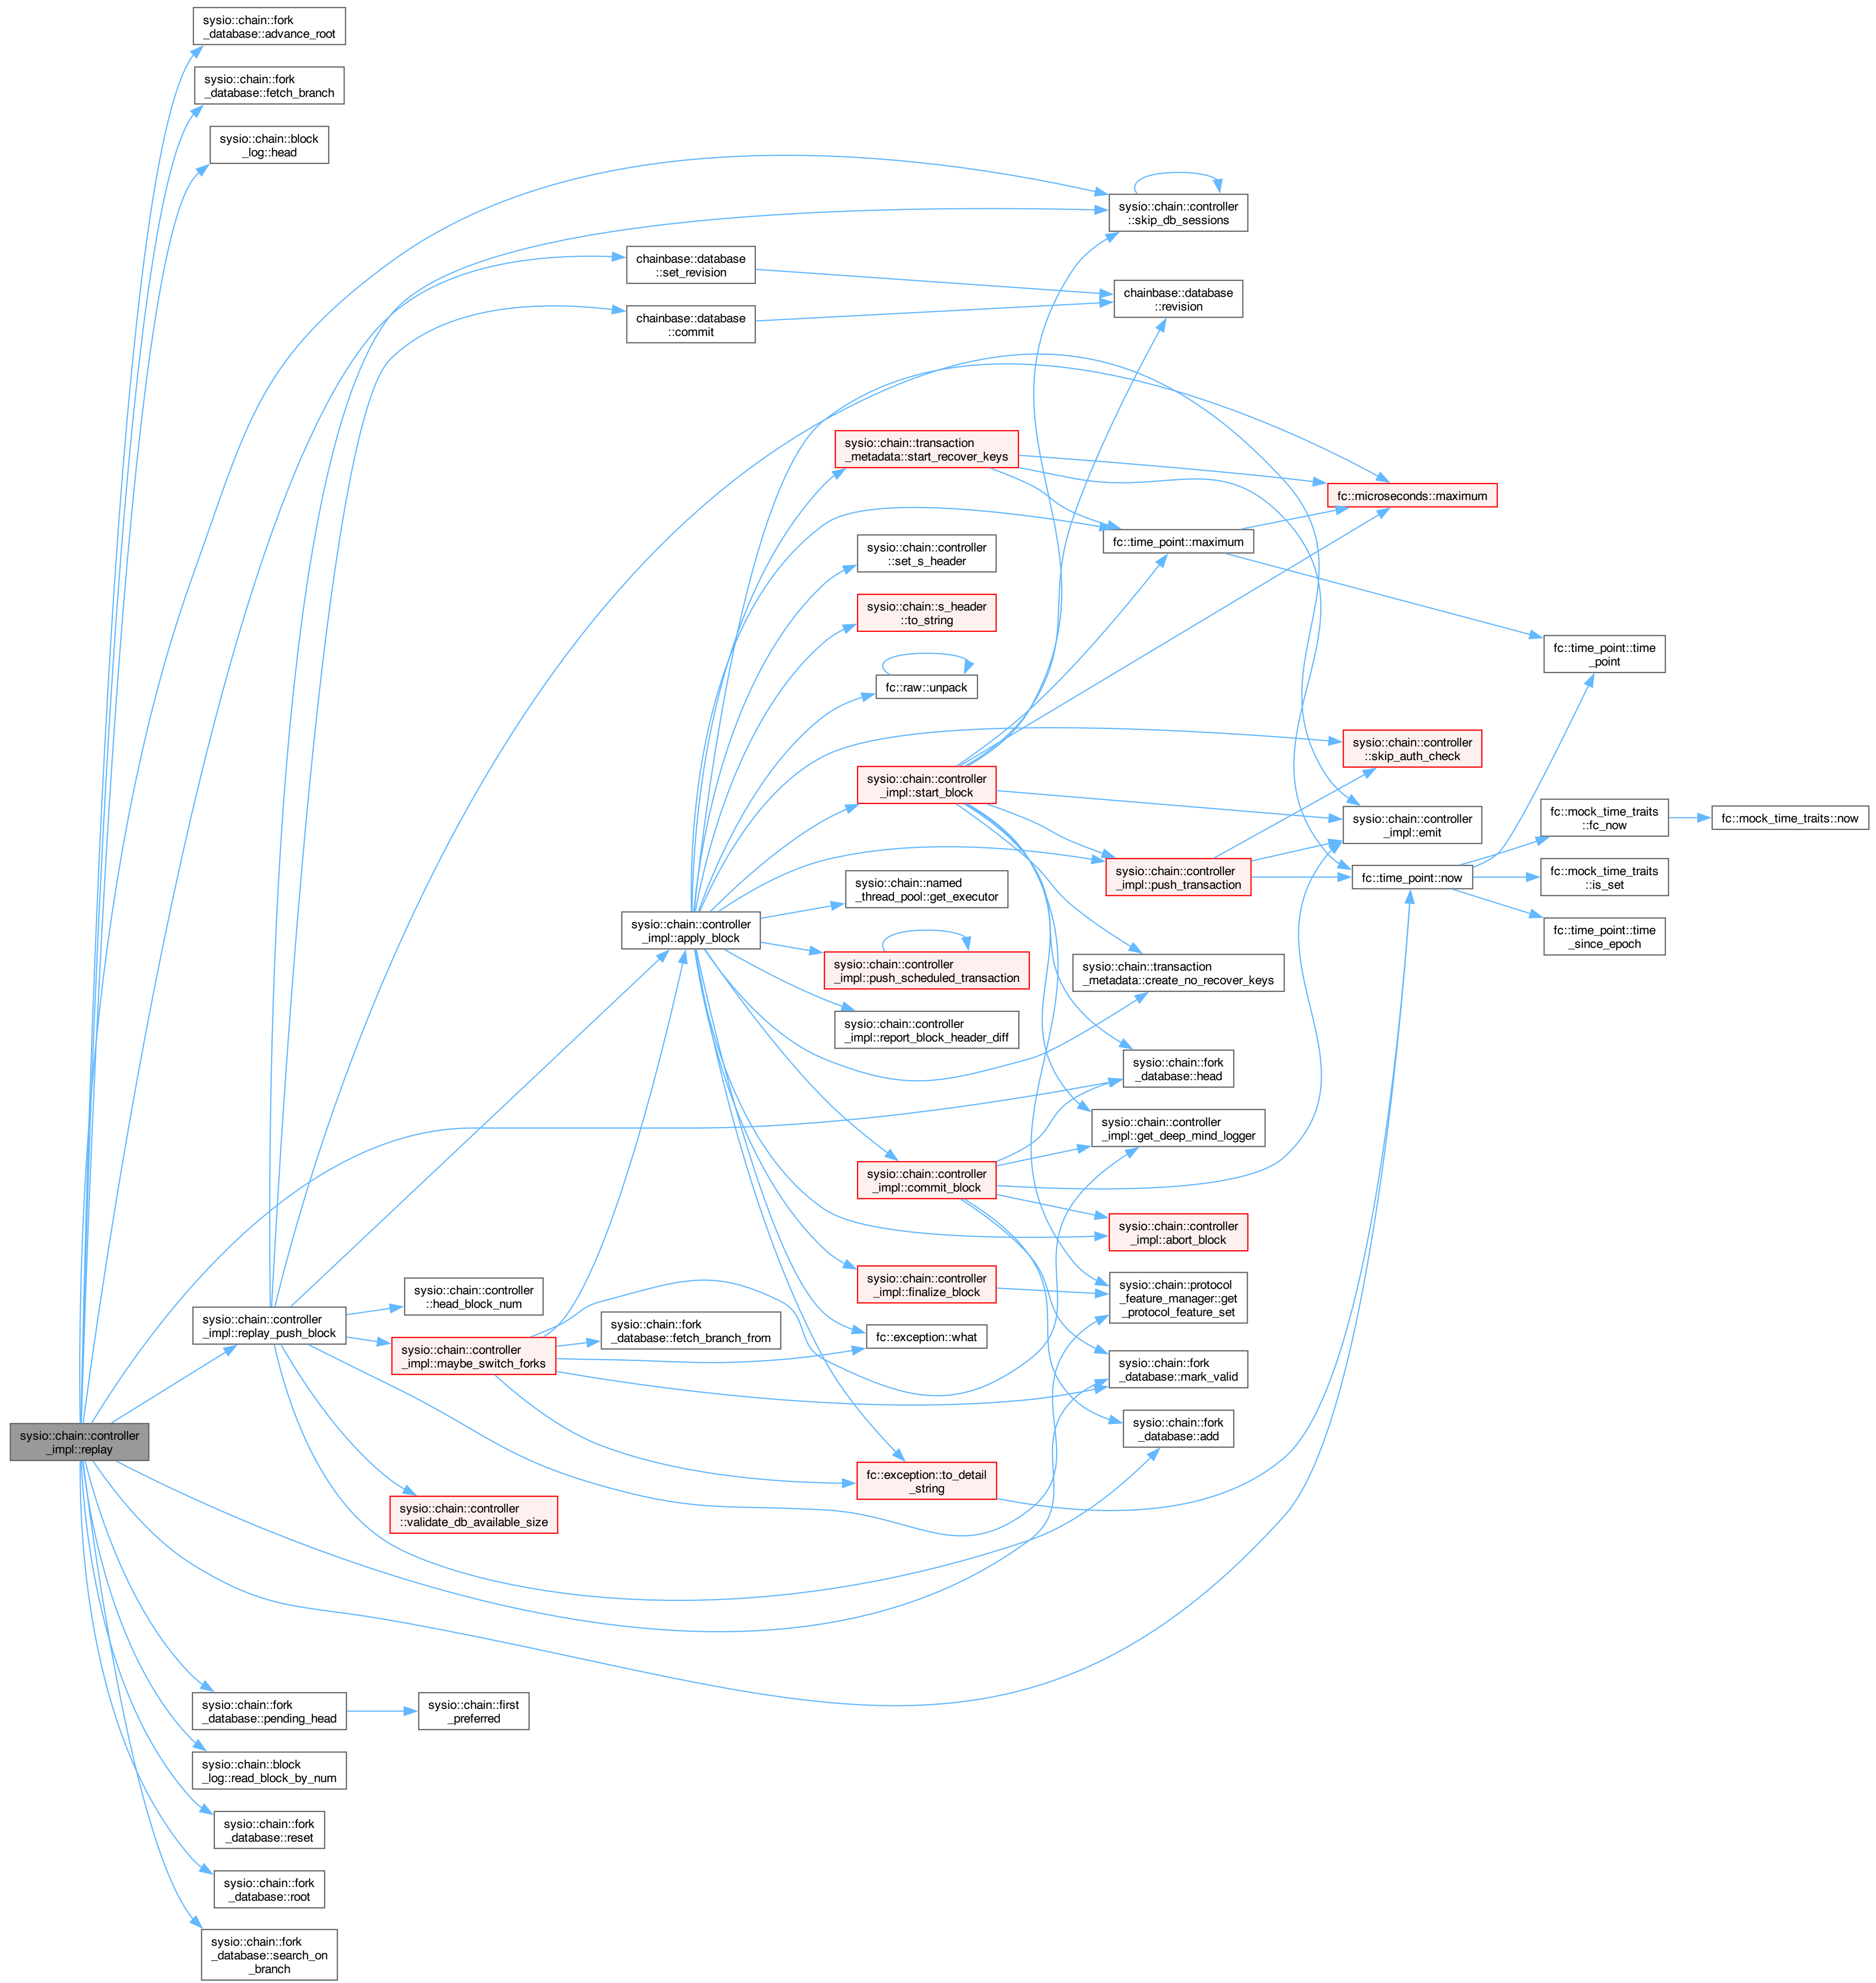 sysio::chain::fork
_database::advance_root
sysio::chain::fork
_database::fetch_branch
sysio::chain::block
_log::head
sysio::chain::controller
::skip_db_sessions
chainbase::database
::set_revision
chainbase::database
::revision
chainbase::database
::commit
sysio::chain::transaction
_metadata::start_recover_keys
fc::microseconds::maximum
fc::time_point::maximum
sysio::chain::controller
::set_s_header
sysio::chain::s_header
::to_string
fc::time_point::time
_point
fc::raw::unpack
sysio::chain::controller
::skip_auth_check
sysio::chain::controller
_impl::start_block
sysio::chain::controller
_impl::emit
fc::mock_time_traits
::fc_now
fc::mock_time_traits::now
sysio::chain::controller
_impl::push_transaction
fc::time_point::now
fc::mock_time_traits
::is_set
sysio::chain::named
_thread_pool::get_executor
sysio::chain::controller
_impl::apply_block
fc::time_point::time
_since_epoch
sysio::chain::controller
_impl::push_scheduled_transaction
sysio::chain::transaction
_metadata::create_no_recover_keys
sysio::chain::controller
_impl::report_block_header_diff
sysio::chain::fork
_database::head
sysio::chain::controller
_impl::get_deep_mind_logger
sysio::chain::controller
_impl::commit_block
sysio::chain::controller
_impl::abort_block
sysio::chain::controller
_impl::finalize_block
sysio::chain::protocol
_feature_manager::get
_protocol_feature_set
sysio::chain::controller
::head_block_num
sysio::chain::controller
_impl::replay_push_block
sysio::chain::fork
_database::fetch_branch_from
fc::exception::what
sysio::chain::controller
_impl::maybe_switch_forks
sysio::chain::fork
_database::mark_valid
sysio::chain::fork
_database::add
sysio::chain::controller
_impl::replay
fc::exception::to_detail
_string
sysio::chain::controller
::validate_db_available_size
sysio::chain::fork
_database::pending_head
sysio::chain::first
_preferred
sysio::chain::block
_log::read_block_by_num
sysio::chain::fork
_database::reset
sysio::chain::fork
_database::root
sysio::chain::fork
_database::search_on
_branch